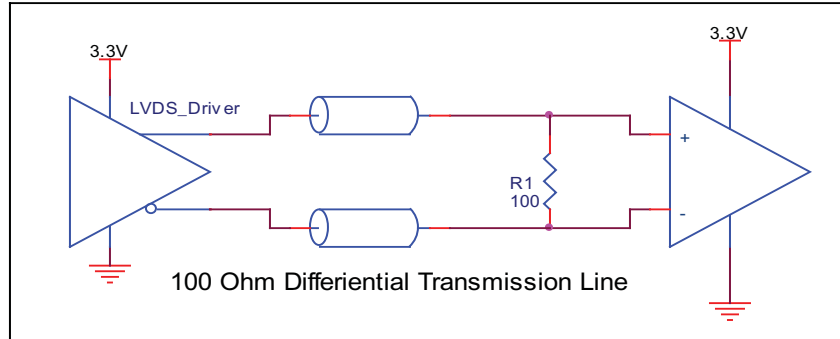 3.3V
3.3V
LVDS_Driver
+
R1
100
-
100 Ohm Differiential Transmission Line